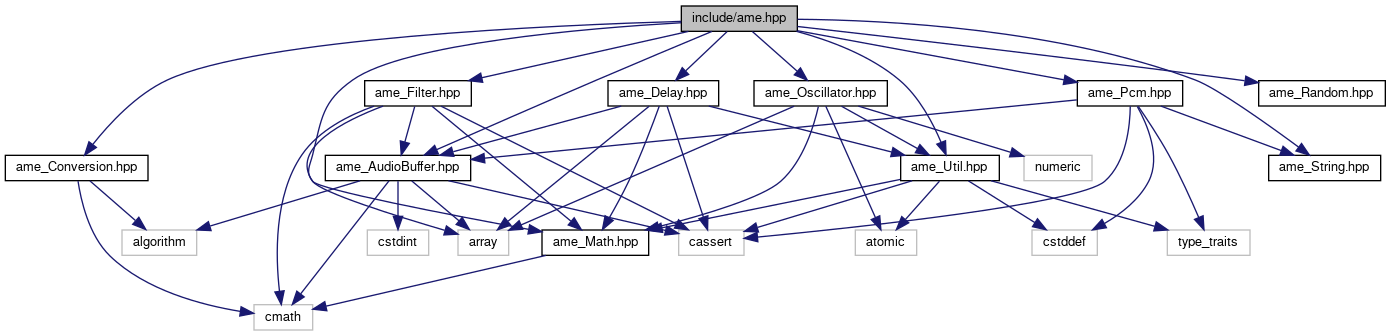 include/ame.hpp
ame_Filter.hpp
ame_Delay.hpp
ame_Oscillator.hpp
ame_Pcm.hpp
ame_Random.hpp
ame_Conversion.hpp
ame_AudioBuffer.hpp
ame_Util.hpp
numeric
ame_String.hpp
algorithm
cstdint
array
ame_Math.hpp
cassert
atomic
cstddef
type_traits
cmath